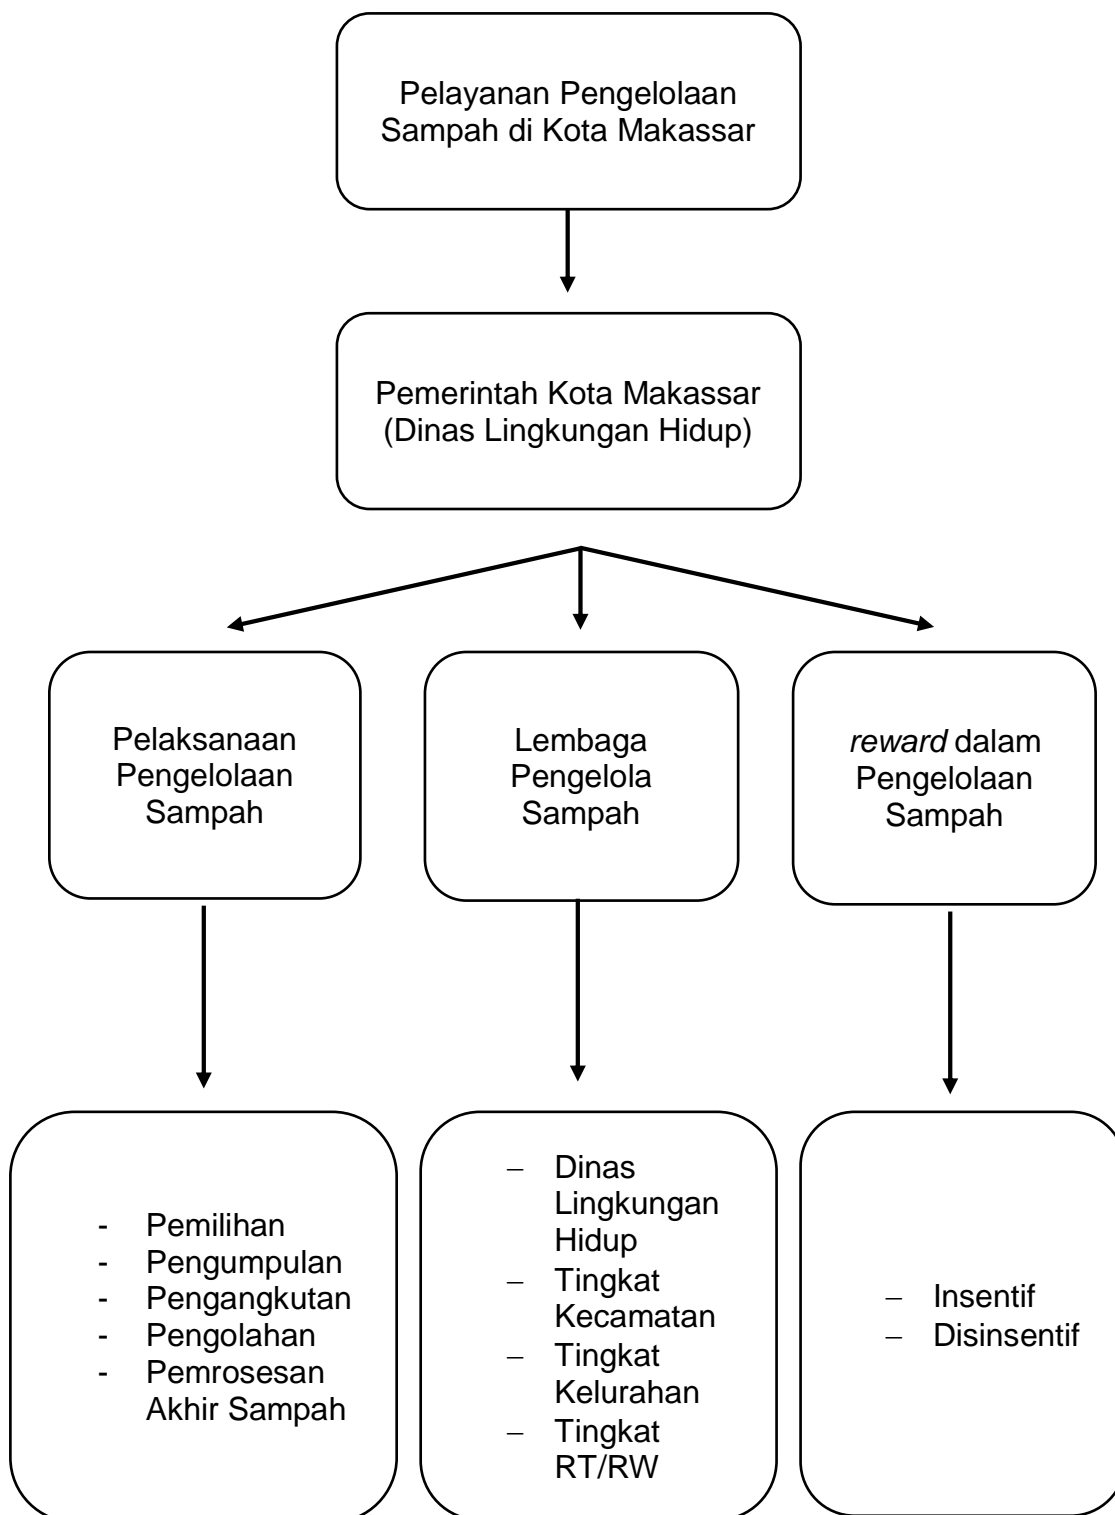 Pelayanan Pengelolaan
Sampah di Kota Makassar
Pemerintah Kota Makassar
(Dinas Lingkungan Hidup)
Pelaksanaan
Pengelolaan
Sampah
Lembaga
Pengelola
Sampah
reward dalam
Pengelolaan
Sampah
- Pemilihan
- Pengumpulan
- Pengangkutan
- Pengolahan
- Pemrosesan
Akhir Sampah
– Dinas
Lingkungan
Hidup
– Tingkat
Kecamatan
– Tingkat
Kelurahan
– Tingkat
RT/RW
– Insentif
– Disinsentif